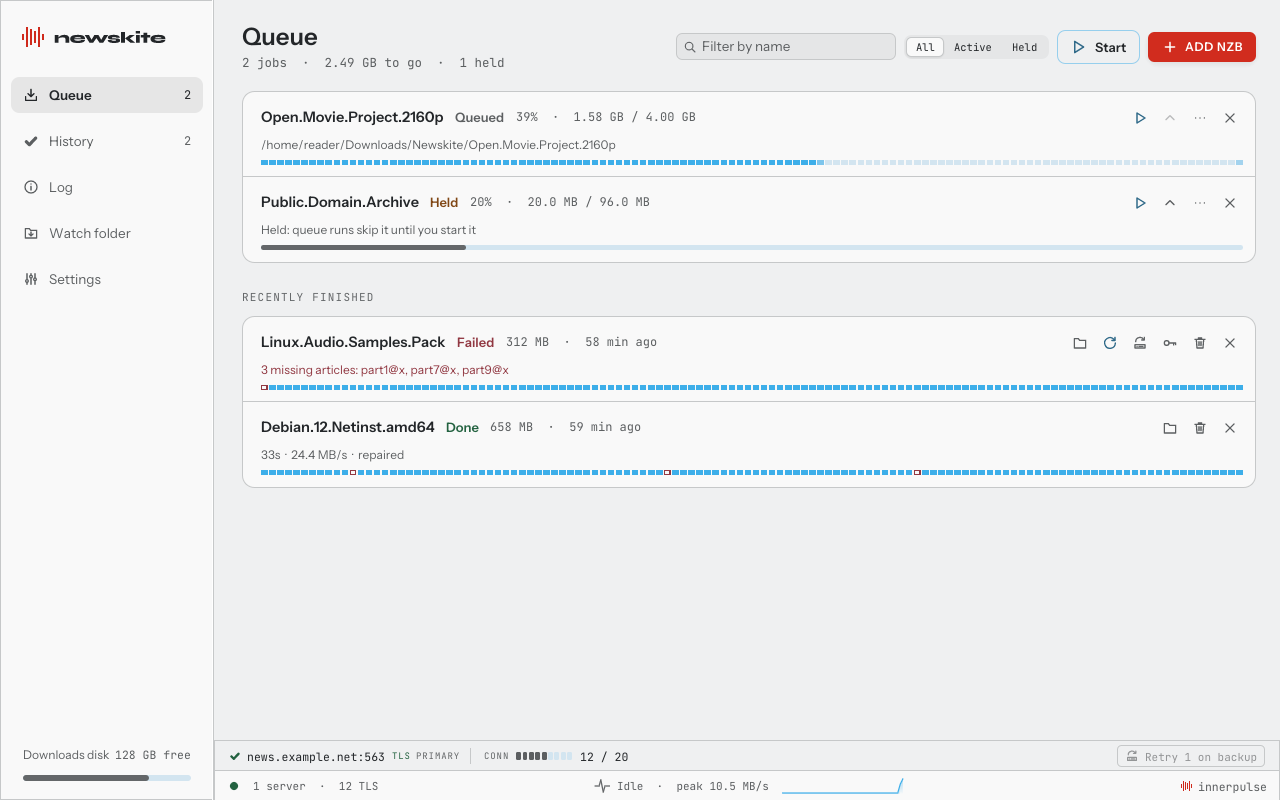 newskite
Queue 2
History 2
Log
Watch folder
Settings
Downloads disk 128 GB free
Queue
2 jobs · 2.49 GB to go · 1 held
Filter by name
All Active Held
Start
ADD NZB
Open.Movie.Project.2160p Queued 39% · 1.58 GB / 4.00 GB
/home/reader/Downloads/Newskite/Open.Movie.Project.2160p
Public.Domain.Archive Held 20% · 20.0 MB / 96.0 MB
Held: queue runs skip it until you start it
RECENTLY FINISHED
Linux.Audio.Samples.Pack Failed 312 MB · 58 min ago
3 missing articles: part1@x, part7@x, part9@x
Debian.12.Netinst.amd64 Done 658 MB · 59 min ago
33s · 24.4 MB/s · repaired
news.example.net:563 TLS PRIMARY CONN 12 / 20
Retry 1 on backup
1 server · 12 TLS
Idle · peak 10.5 MB/s
innerpulse